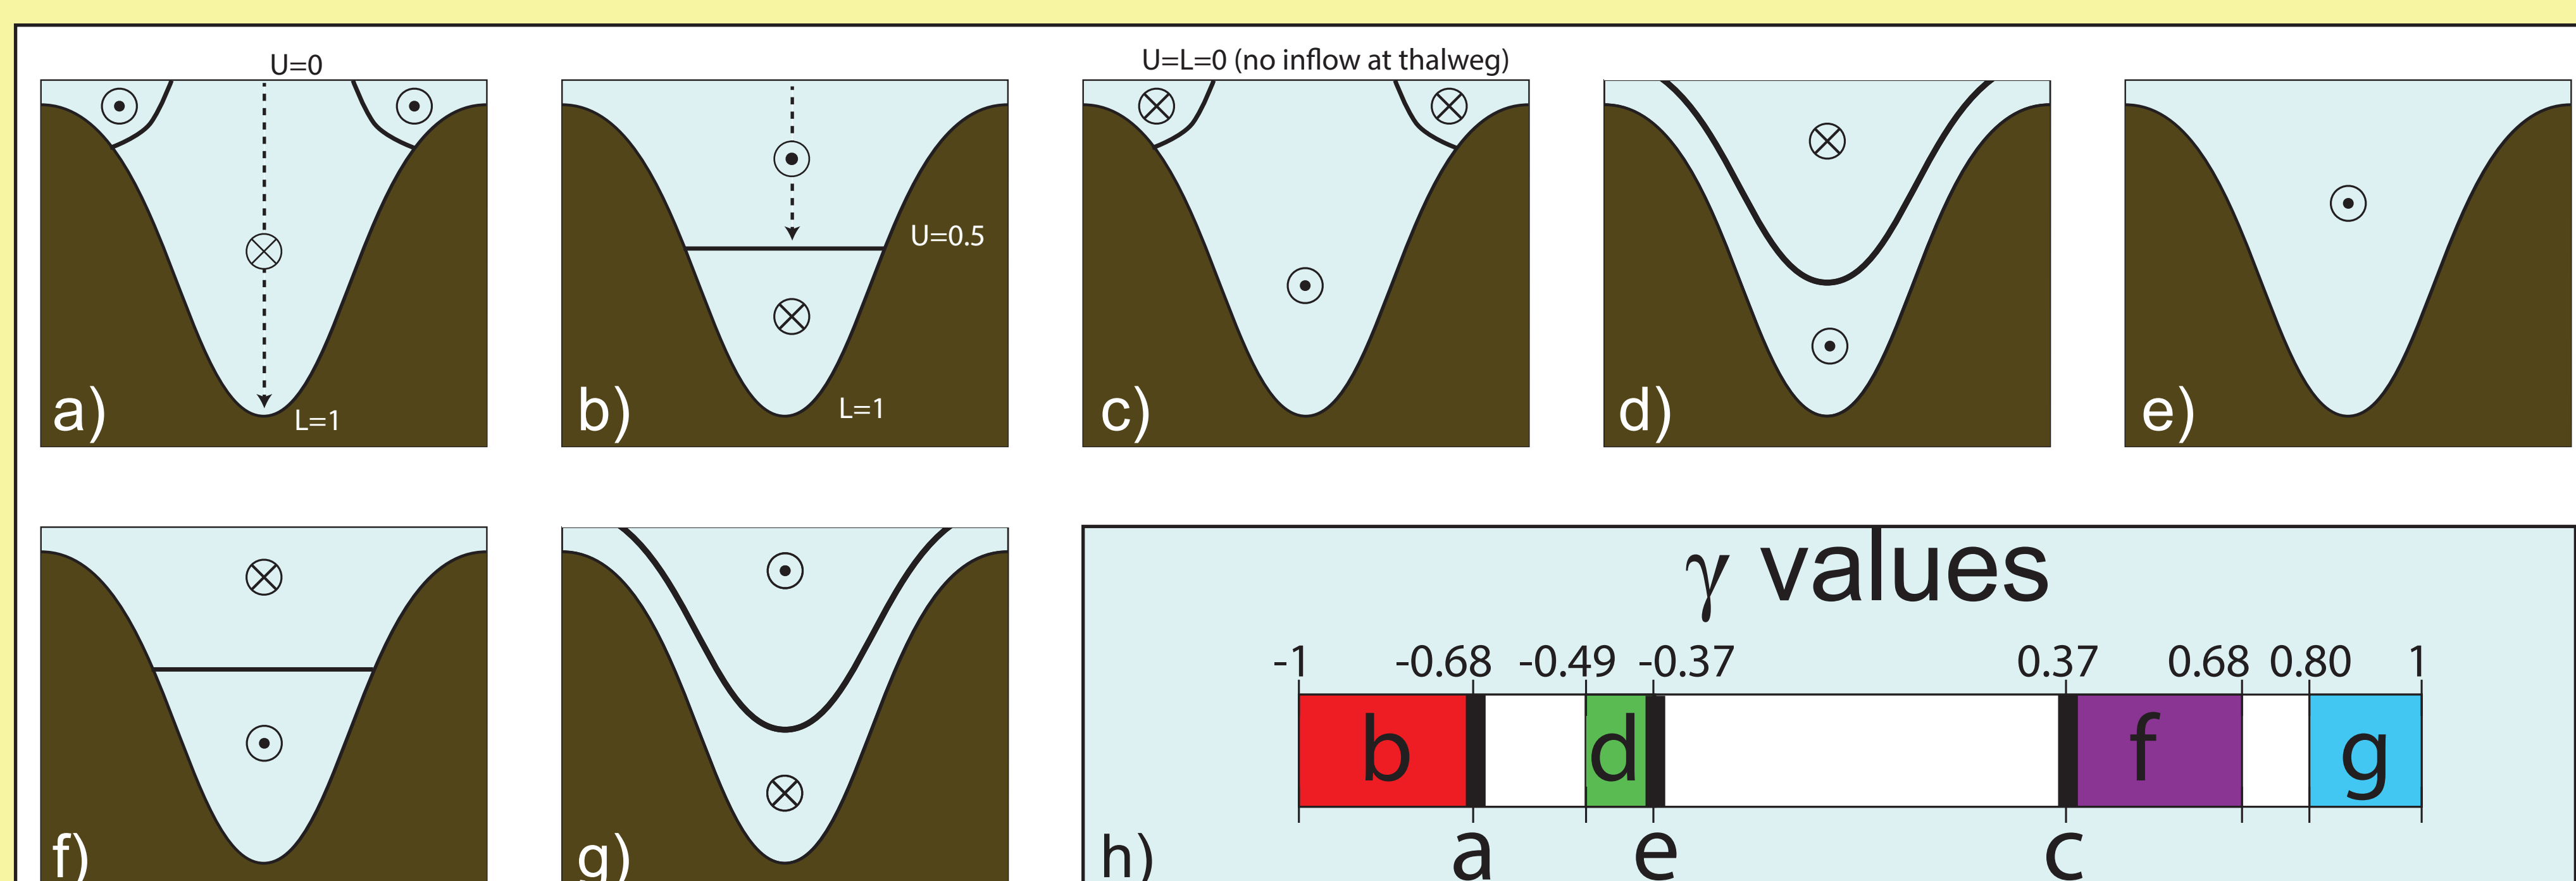 U=0
U=L=0 (no inflow at thalweg)
U=0.5
a)
L=1
b)
L=1
c)
d)
e)
γ values
-1 -0.68 -0.49 -0.37 0.37 0.68 0.80 1
b d f g
f)
g)
h)
a e c